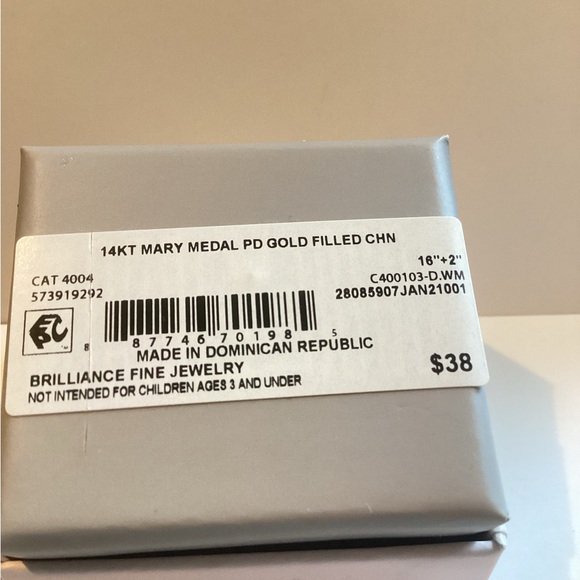 14KT MARY MEDAL PD GOLD FILLED CHN
16"+2"
CAT 4004
C400103-D.WM
573919292
28085907JAN21001
8 87746 70198 5
MADE IN DOMINICAN REPUBLIC
BRILLIANCE FINE JEWELRY
$38
NOT INTENDED FOR CHILDREN AGES 3 AND UNDER